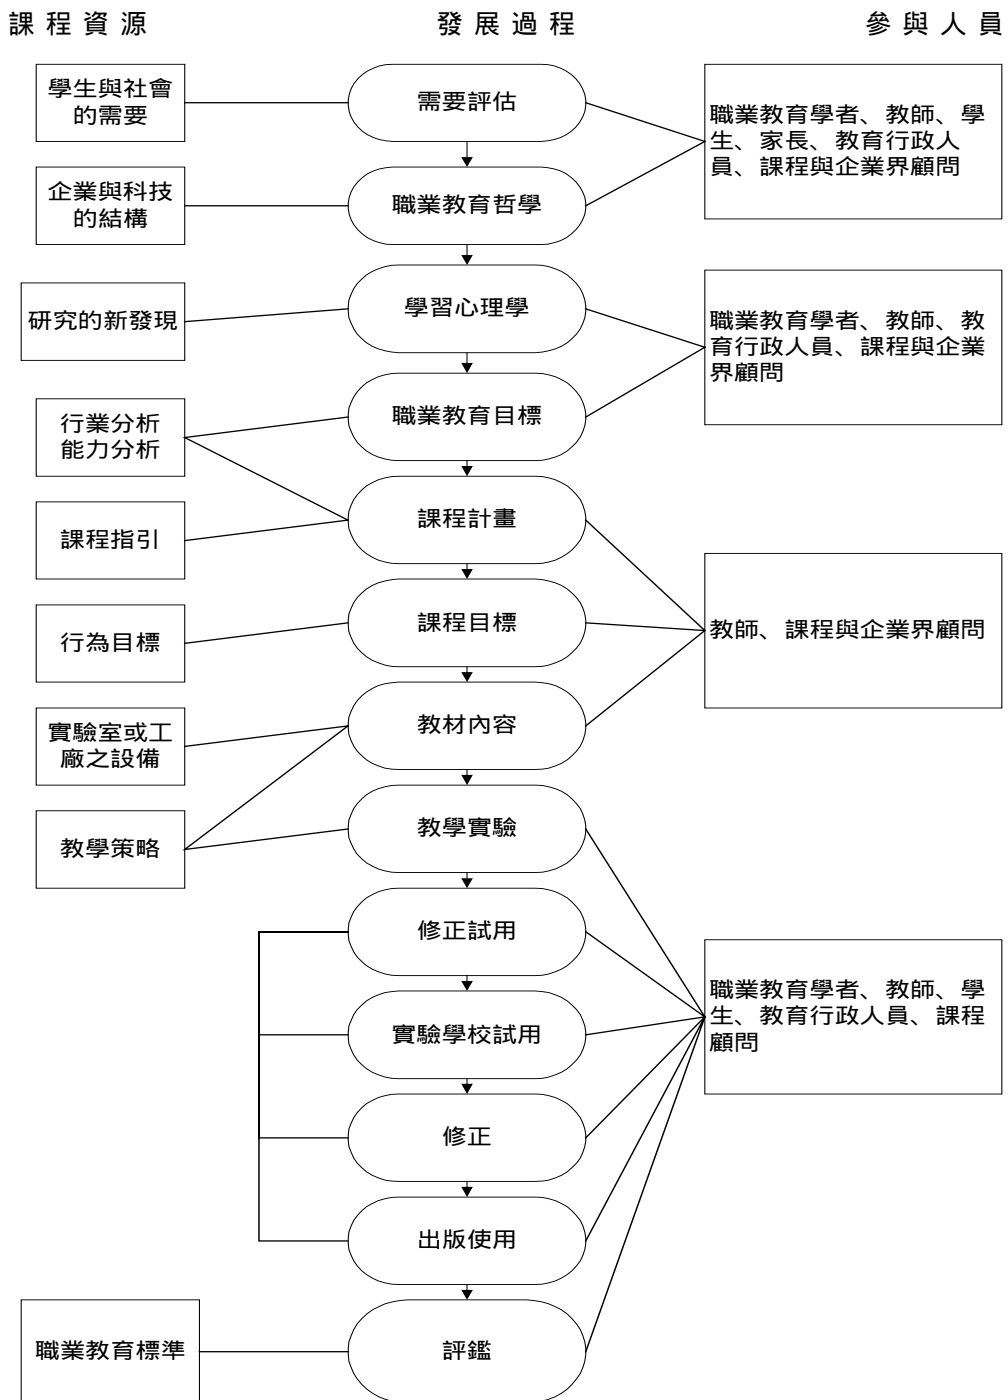 課程資源
發展過程
參與人員
學生與社會
的需要
需要評估
職業教育學者、教師、學
生、家長、教育行政人
員、課程與企業界顧問
企業與科技
的結構
職業教育哲學
研究的新發現
學習心理學
職業教育學者、教師、教
育行政人員、課程與企業
界顧問
行業分析
能力分析
職業教育目標
課程指引
課程計畫
行為目標
課程目標
教師、課程與企業界顧問
實驗室或工
廠之設備
教材內容
教學策略
教學實驗
修正試用
職業教育學者、教師、學
生、教育行政人員、課程
顧問
實驗學校試用
修正
出版使用
職業教育標準
評鑑